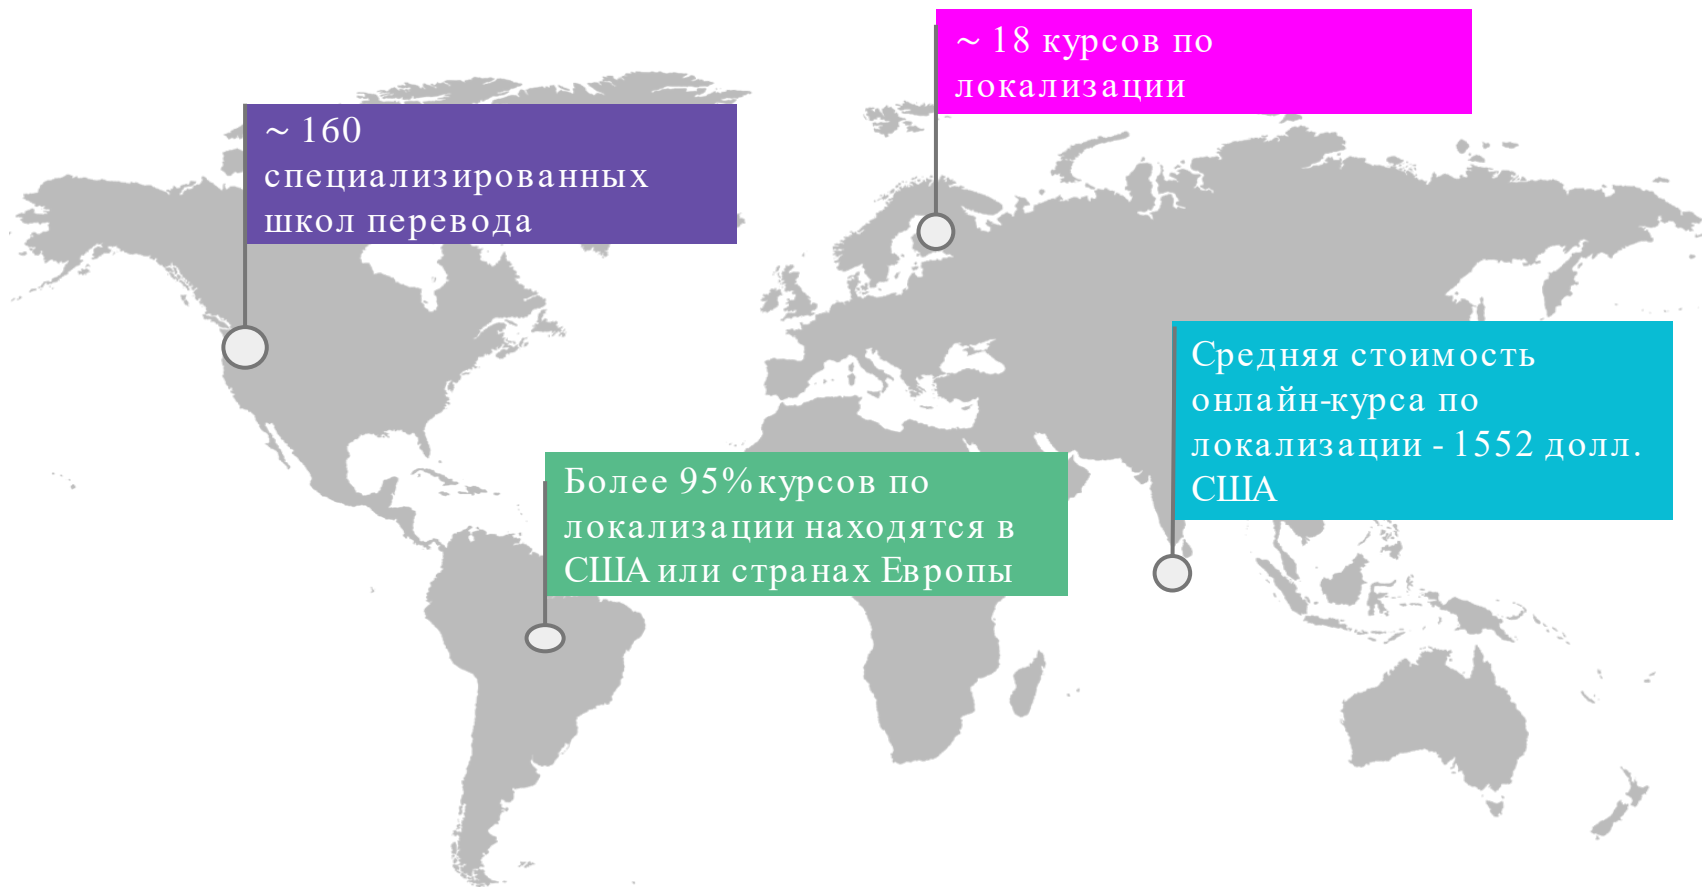 ~ 18 курсов по
локализации
~ 160
специализированных
школ перевода
Средняя стоимость
онлайн-курса по
локализации - 1552 долл.
США
Более 95% курсов по
локализации находятся в
США или странах Европы